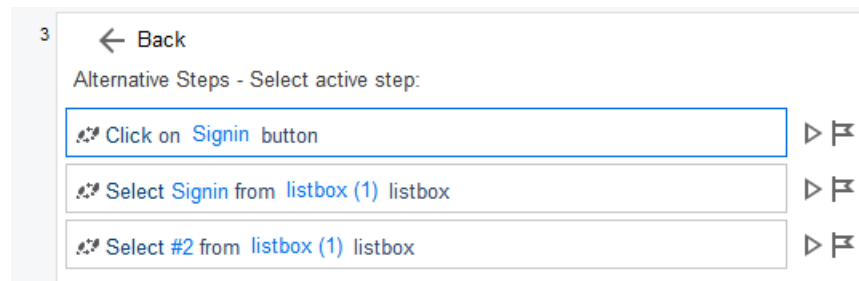 3
Back
Alternative Steps - Select active step:
Click on Signin button
Select Signin from listbox (1) listbox
Select #2 from listbox (1) listbox